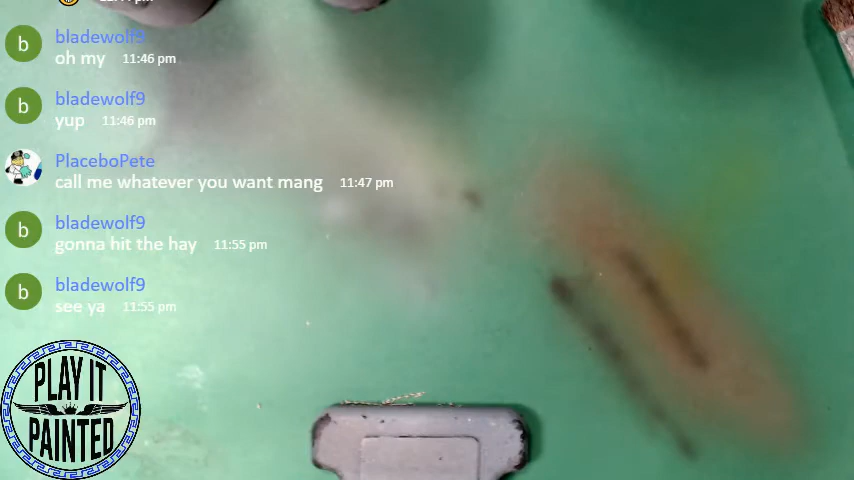 bladewolf9
oh my 11:46 pm
bladewolf9
yup 11:46 pm
PlaceboPete
call me whatever you want mang 11:47 pm
bladewolf9
gonna hit the hay 11:55 pm
bladewolf9
see ya 11:55 pm
PLAY IT
PAINTED